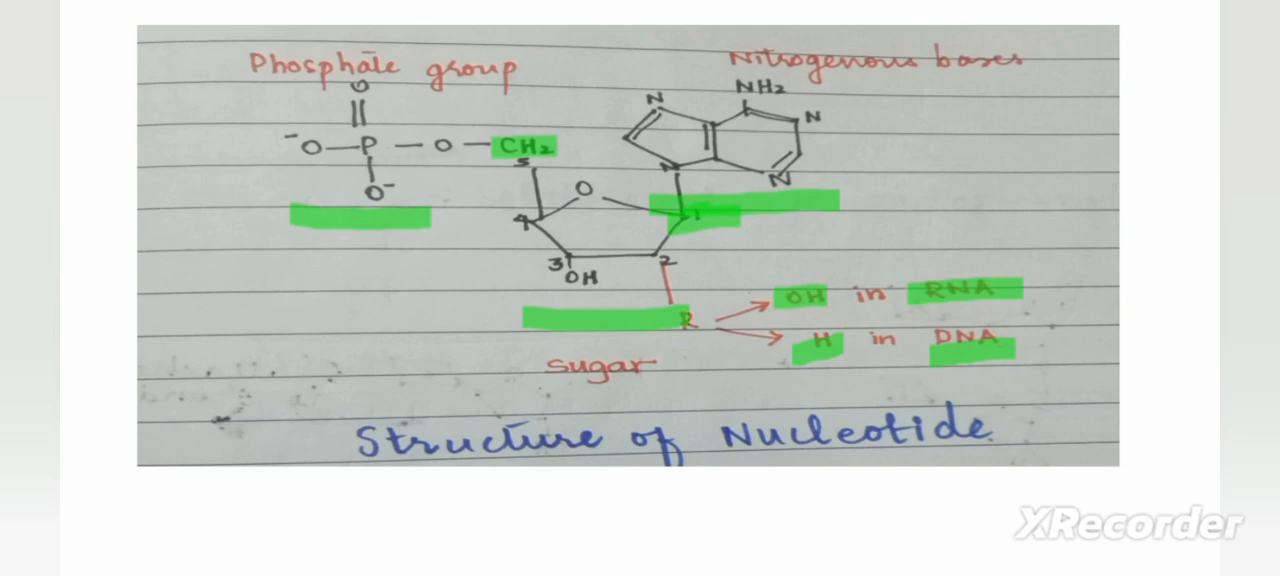 Phosphate group
Nitrogenous bases
O
NH2
N
N
-O-P-O-CH2
5
N
N
O-
O
4
1
3
2
OH
R
OH in RNA
H in DNA
Sugar
Structure of Nucleotide
XRecorder